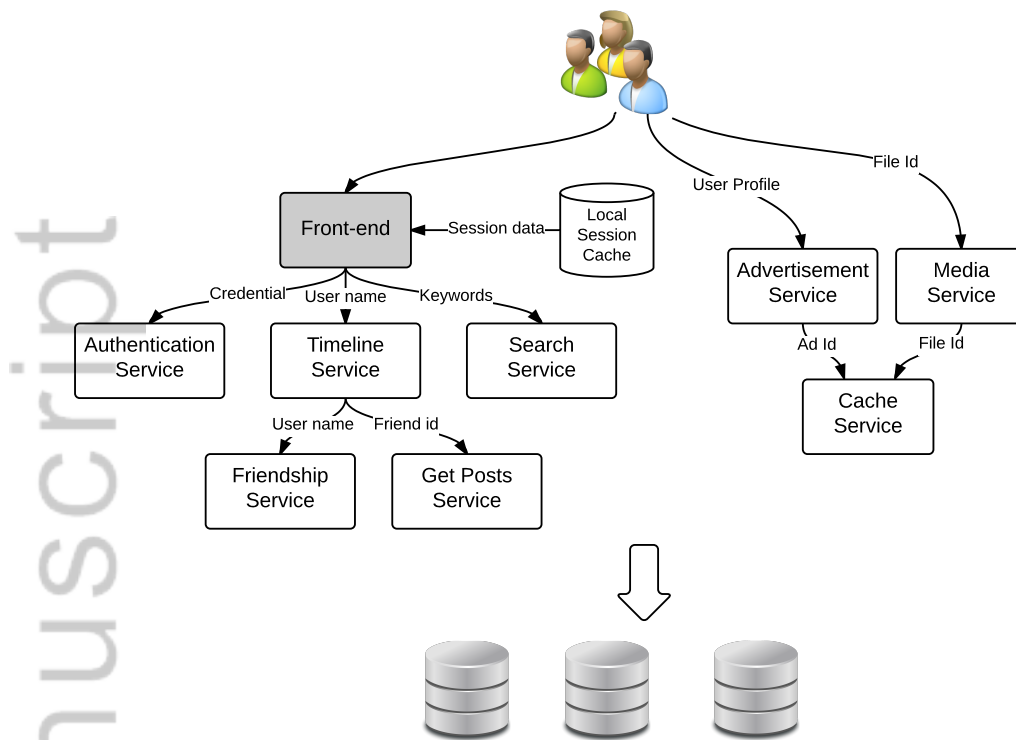 File Id
User Profile
Front-end
Session data
Local
Session
Cache
Advertisement
Service
Media
Service
Credential
User name
Keywords
Authentication
Service
Timeline
Service
Search
Service
Ad Id
File Id
Cache
Service
User name
Friend id
Friendship
Service
Get Posts
Service
nuscript